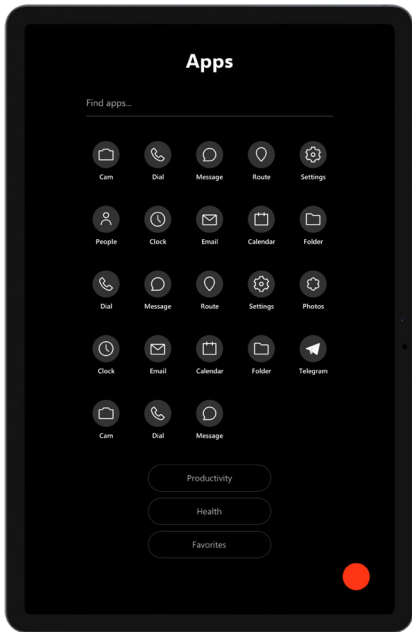 Apps
Find apps...
Cam Dial Message Route Settings
People Clock Email Calendar Folder
Dial Message Route Settings Photos
Clock Email Calendar Folder Telegram
Cam Dial Message
Productivity
Health
Favorites